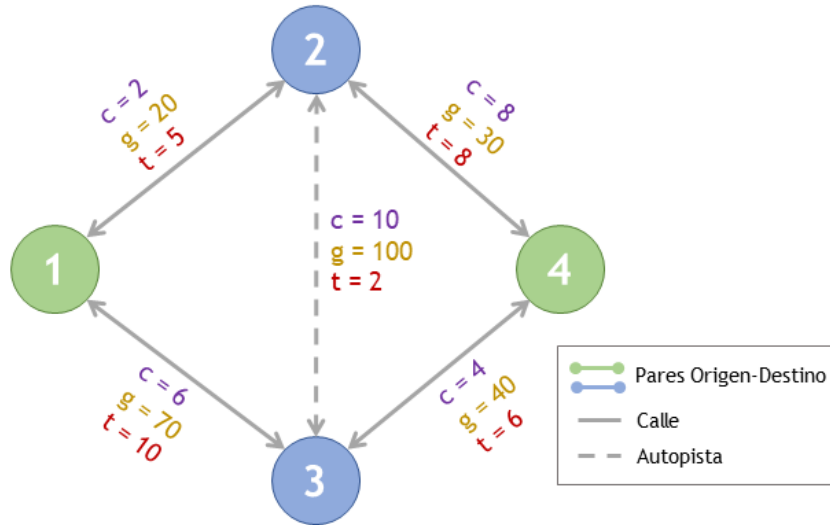 2
c = 2
g = 20
t = 5
c = 8
g = 30
t = 8
c = 10
g = 100
t = 2
1
4
c = 6
g = 70
t = 10
c = 4
g = 40
t = 6
3
Pares Origen-Destino
Calle
Autopista